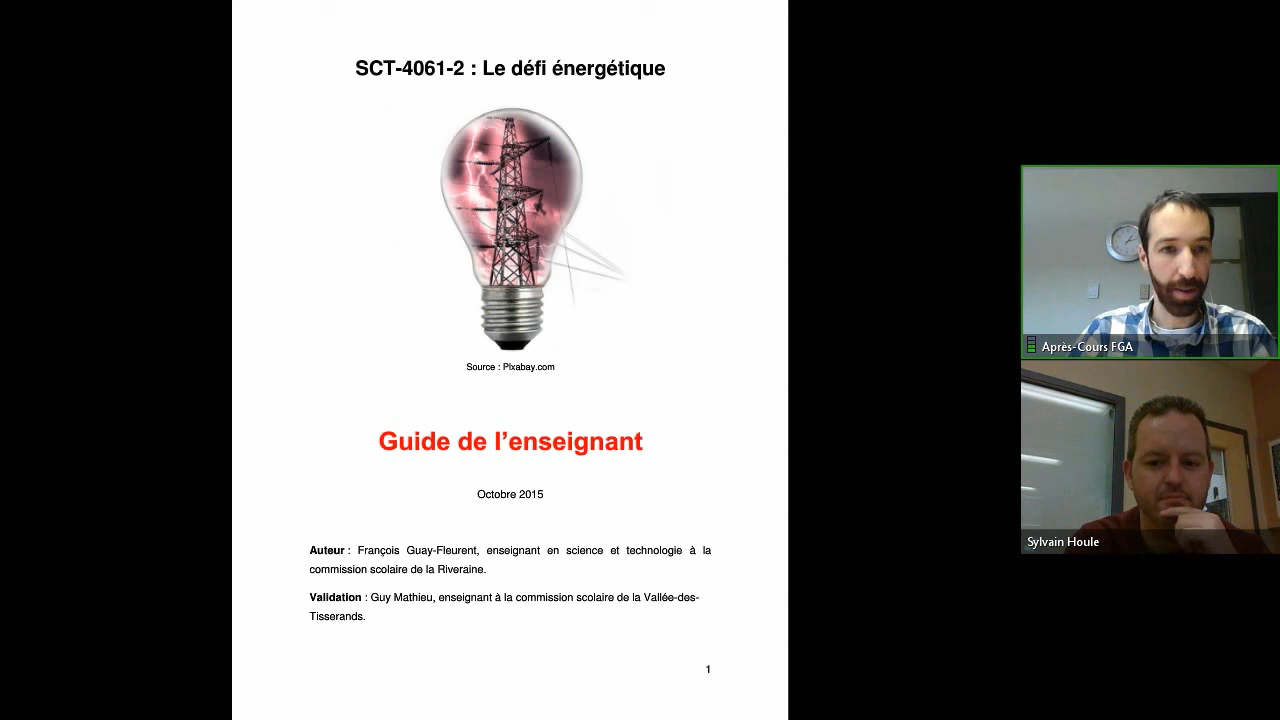 SCT-4061-2 : Le défi énergétique
Source : Pixabay.com
Guide de l’enseignant
Octobre 2015
Auteur : François Guay-Fleurent, enseignant en science et technologie à la
commission scolaire de la Riveraine.
Validation : Guy Mathieu, enseignant à la commission scolaire de la Vallée-des-
Tisserands.
1
Après-Cours FGA
Sylvain Houle